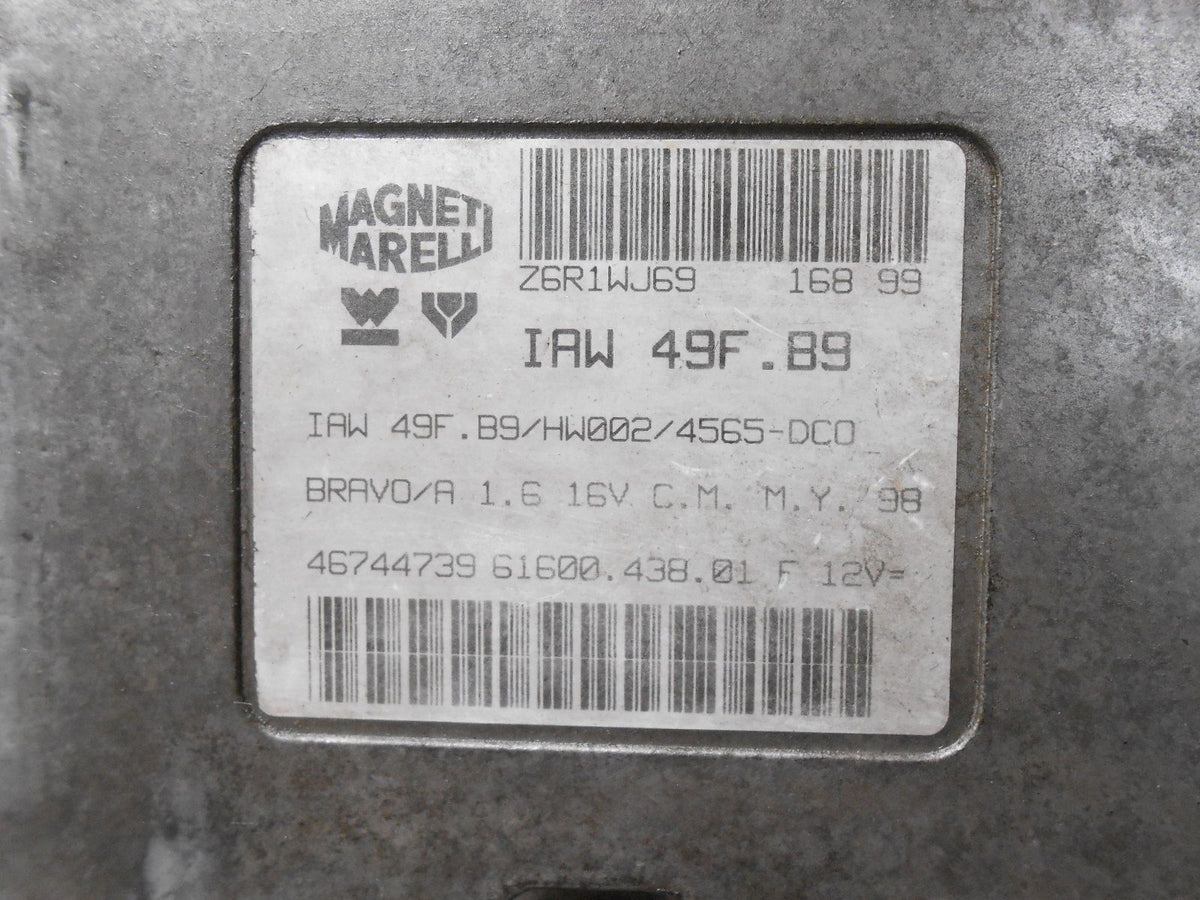 MAGNETI
MARELLI
Z6R1WJ69 168 99
IAW 49F.B9
IAW 49F.B9/HW002/4565-DCO
BRAVO/A 1.6 16V C.M. M.Y. 98
46744739 61600.438.01 F 12V=